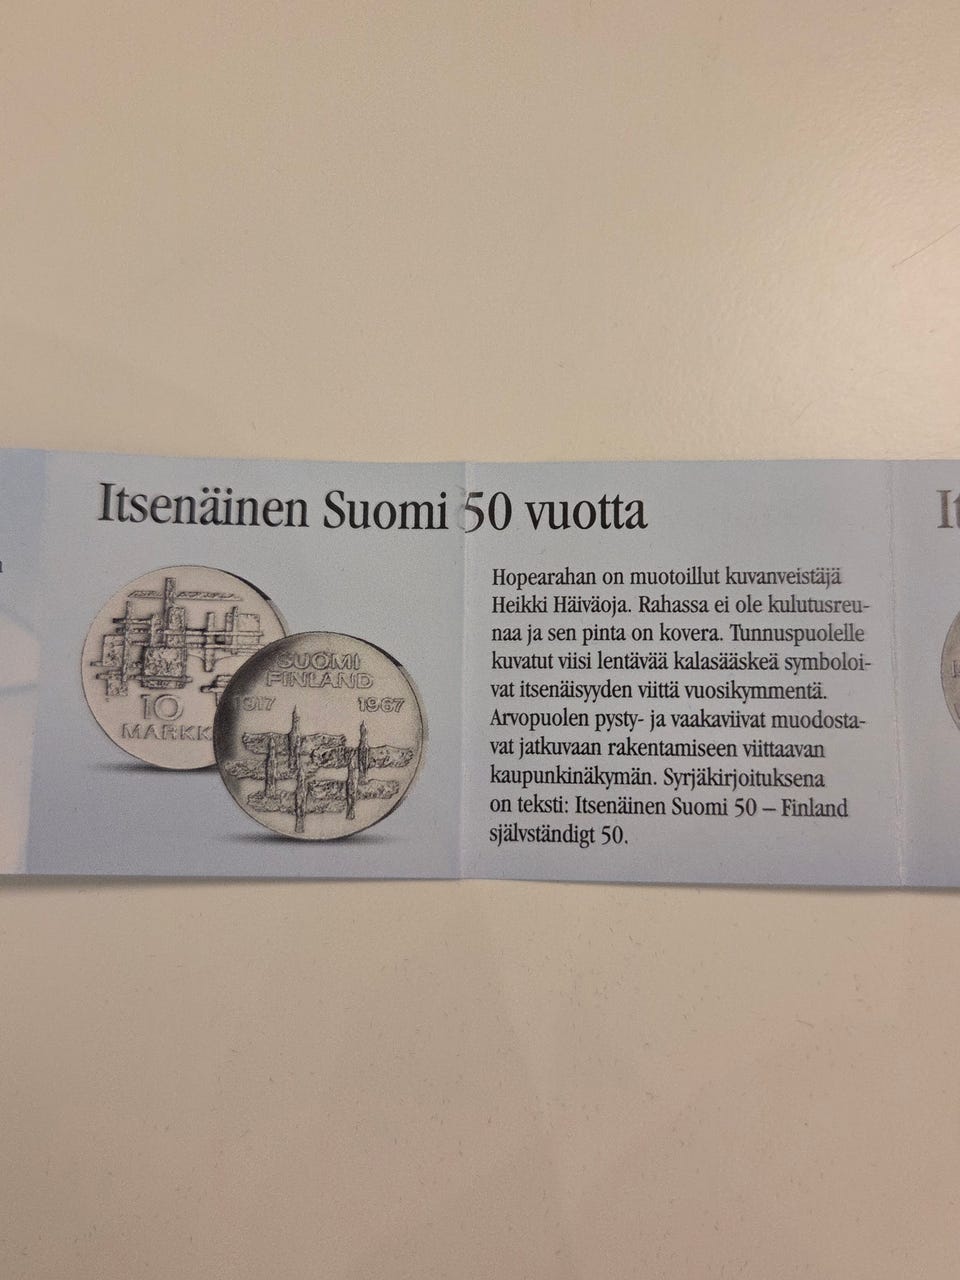 Itsenäinen Suomi 50 vuotta
10
MARKK
SUOMI
FINLAND
1917 1967
Hopearahan on muotoillut kuvanveistäjä
Heikki Häiväoja. Rahassa ei ole kulutusreu-
naa ja sen pinta on kovera. Tunnuspuolelle
kuvatut viisi lentävää kalasääskeä symboloi-
vat itsenäisyyden viittä vuosikymmentä.
Arvopuolen pysty- ja vaakaviivat muodosta-
vat jatkuvaan rakentamiseen viittaavan
kaupunkinäkymän. Syrjäkirjoituksena
on teksti: Itsenäinen Suomi 50 – Finland
självständigt 50.
It